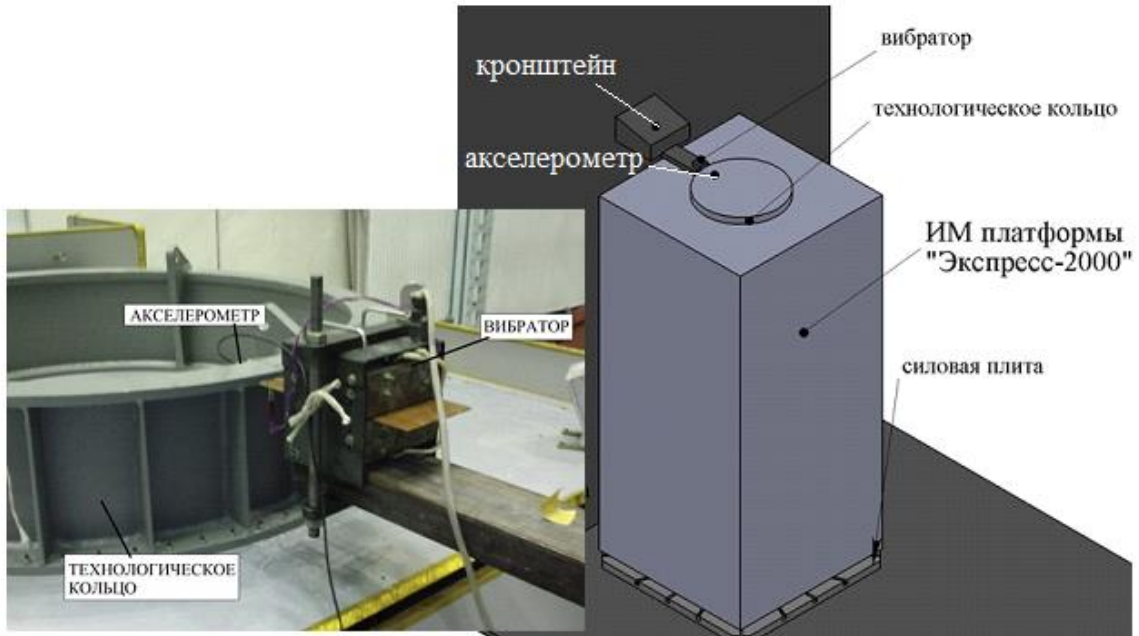 вибратор
кронштейн
технологическое кольцо
акселерометр
ИМ платформы
"Экспресс-2000"
силовая плита
АКСЕЛЕРОМЕТР
ВИБРАТОР
ТЕХНОЛОГИЧЕСКОЕ
КОЛЬЦО